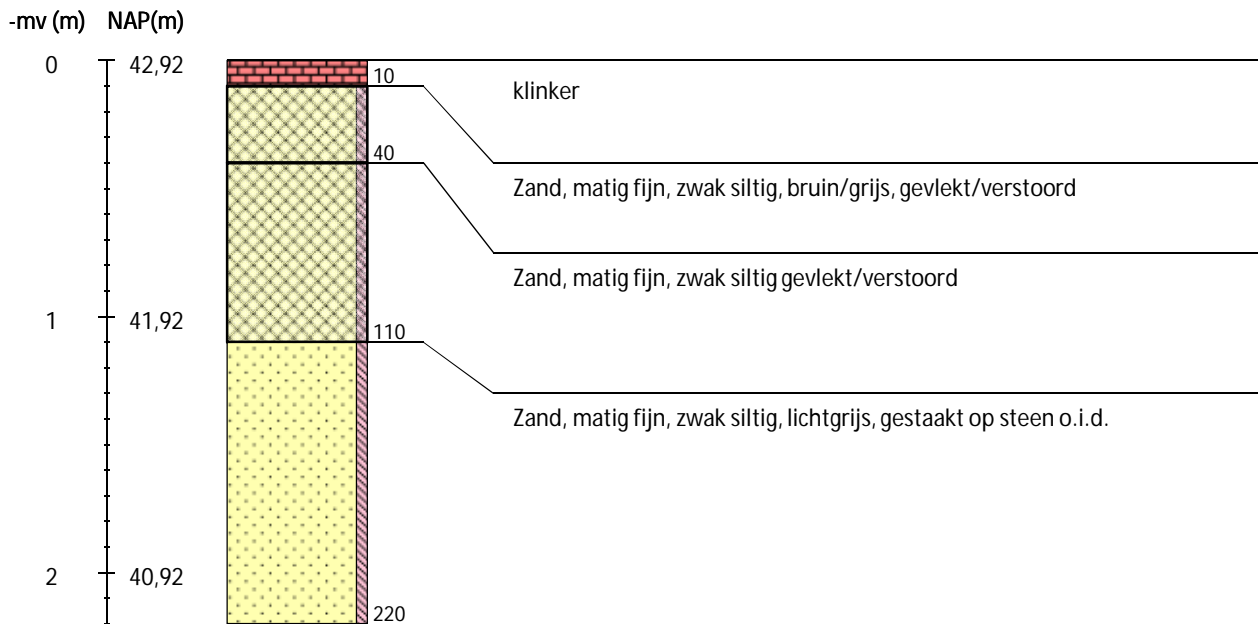 -mv (m) NAP(m)
0 42,92
10
klinker
40
Zand, matig fijn, zwak siltig, bruin/grijs, gevlekt/verstoord
Zand, matig fijn, zwak siltig gevlekt/verstoord
1 41,92
110
Zand, matig fijn, zwak siltig, lichtgrijs, gestaakt op steen o.i.d.
2 40,92
220